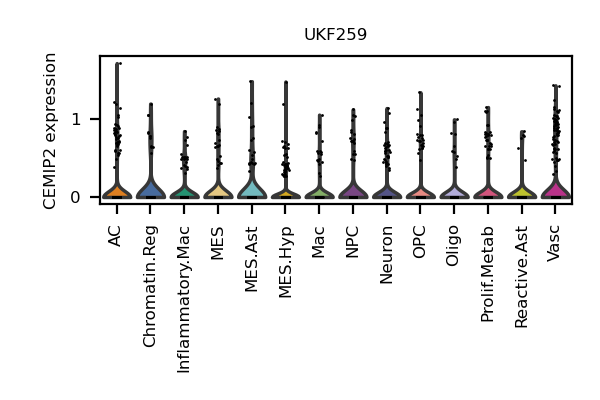 UKF259
CEMIP2 expression
1
0
AC
Chromatin.Reg
Inflammatory.Mac
MES
MES.Ast
MES.Hyp
Mac
NPC
Neuron
OPC
Oligo
Prolif.Metab
Reactive.Ast
Vasc